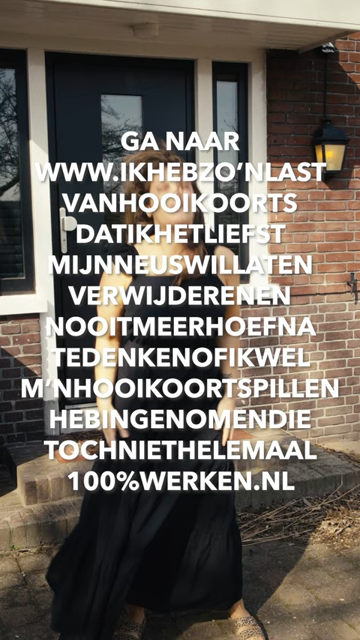 GA NAAR
WWW.IKHEBZO’NLAST
VANHOOIKOORTS
DATIKHETLIEFST
MIJNNEUSWILLATEN
VERWIJDERENEN
NOOITMEERHOEFNA
TEDENKENOFIKWEL
M’NHOOIKOORTSPILLEN
HEBINGENOMENDIE
TOCHNIETHELEMAAL
100%WERKEN.NL